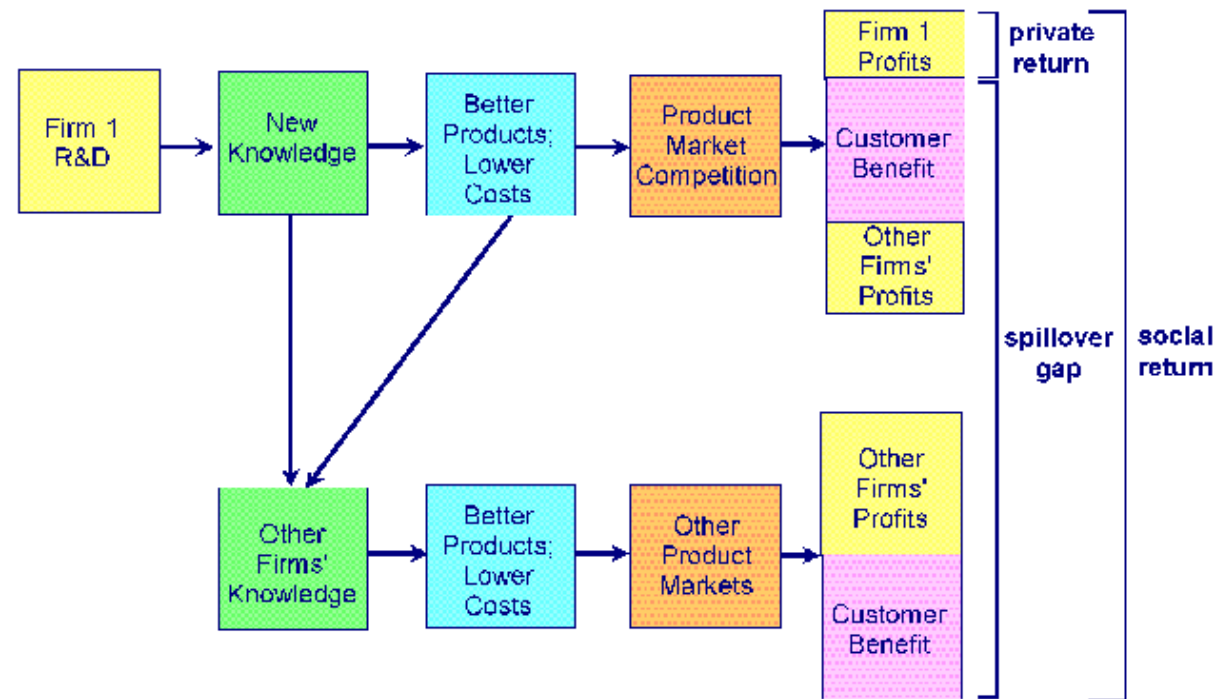 Firm 1
R&D
New
Knowledge
Better
Products;
Lower
Costs
Product
Market
Competition
Firm 1
Profits
Customer
Benefit
Other
Firms'
Profits
private
return
spillover
gap
social
return
Other
Firms'
Knowledge
Better
Products;
Lower
Costs
Other
Product
Markets
Other
Firms'
Profits
Customer
Benefit